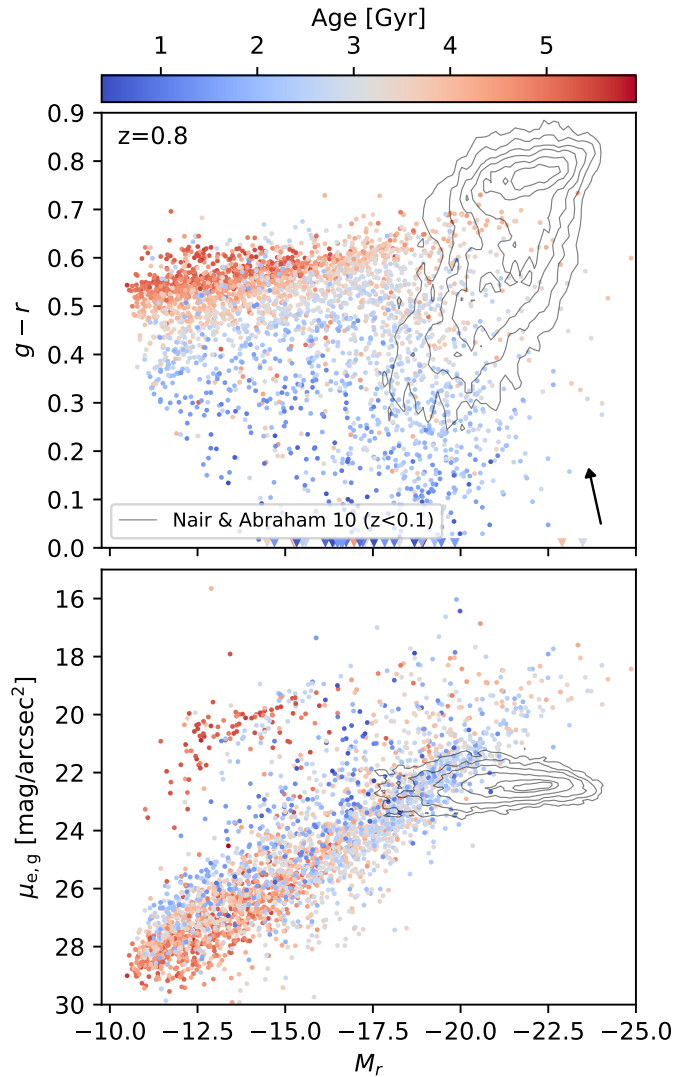 Age [Gyr]
1 2 3 4 5
z=0.8
0.9
0.8
0.7
0.6
0.5
0.4
0.3
0.2
0.1
0.0
g − r
Nair & Abraham 10 (z<0.1)
16
18
20
22
24
26
28
30
μe,g [mag/arcsec²]
−10.0 −12.5 −15.0 −17.5 −20.0 −22.5 −25.0
Mr